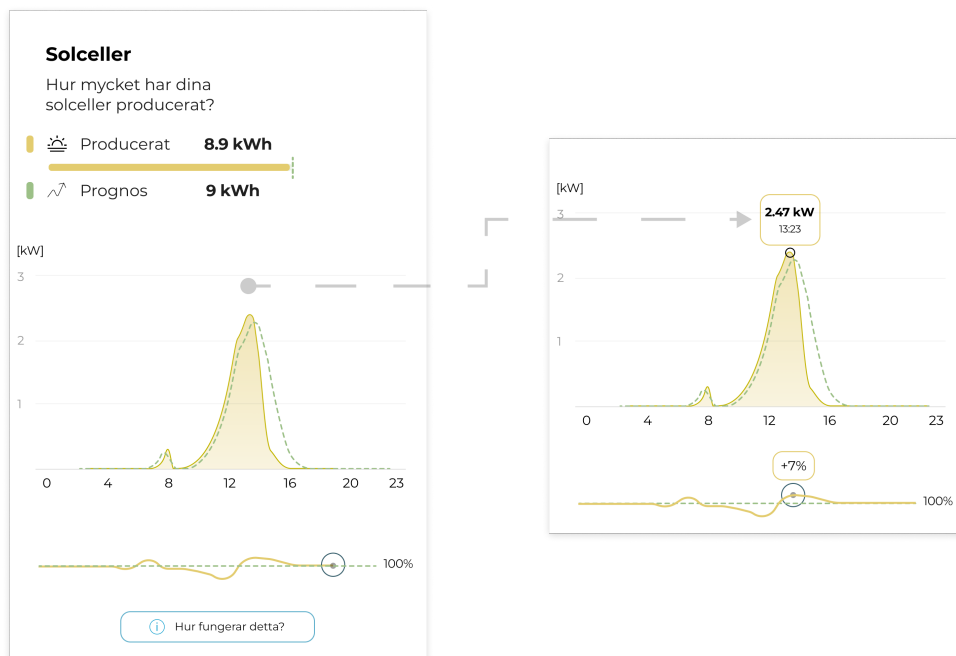 Solceller
Hur mycket har dina
solceller producerat?
Producerat 8.9 kWh
Prognos 9 kWh
[kW]
3
2
1
0 4 8 12 16 20 23
100%
Hur fungerar detta?
[kW]
3
2.47 kW
13:23
2
1
0 4 8 12 16 20 23
+7%
100%